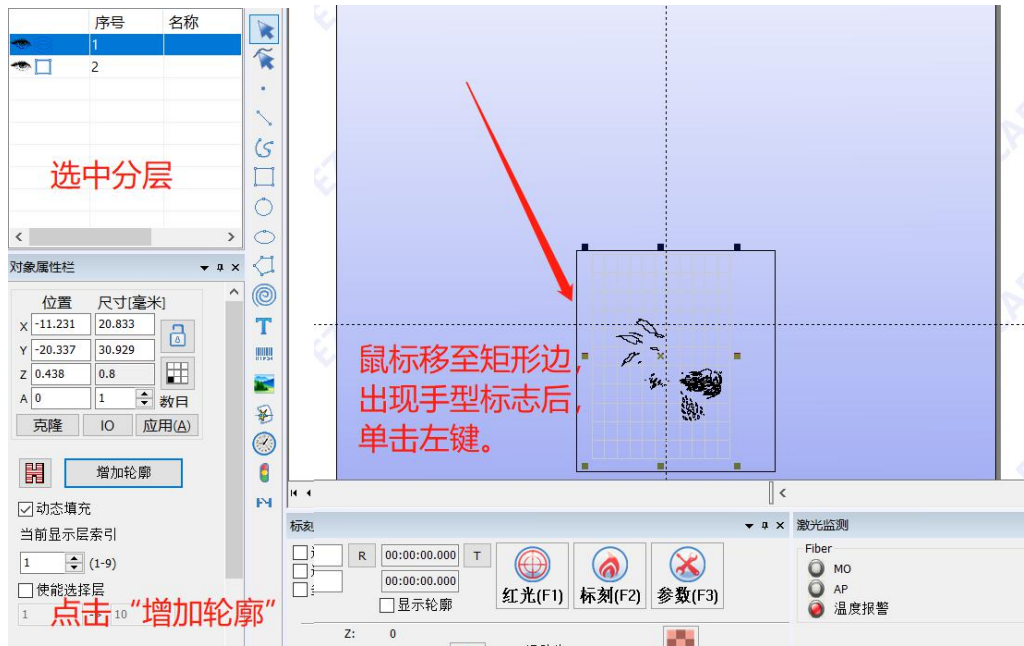 序号 名称
1
2
选中分层
对象属性栏
位置 尺寸[毫米]
X -11.231 20.833
Y -20.337 30.929
Z 0.438 0.8
A 0 1 数目
克隆 IO 应用(A)
增加轮廓
动态填充
当前显示层索引
1 (1-9)
使能选择层
1 10
点击“增加轮廓”
T
鼠标移至矩形边，
出现手型标志后，
单击左键。
标刻
R 00:00:00.000 T
00:00:00.000
显示轮廓
红光(F1) 标刻(F2) 参数(F3)
Z: 0
激光监测
Fiber
MO
AP
温度报警